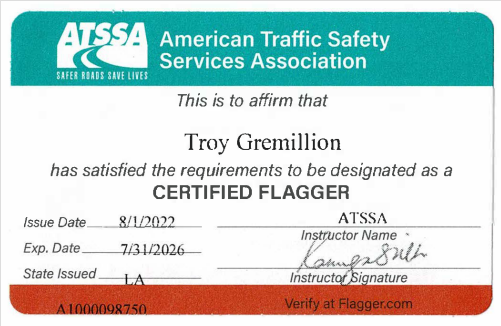 ATSSA
SAFER ROADS SAVE LIVES
American Traffic Safety
Services Association
This is to affirm that
Troy Gremillion
has satisfied the requirements to be designated as a
CERTIFIED FLAGGER
Issue Date 8/1/2022
ATSSA
Instructor Name
Exp. Date 7/31/2026
State Issued LA
Instructor Signature
A1000098750
Verify at Flagger.com